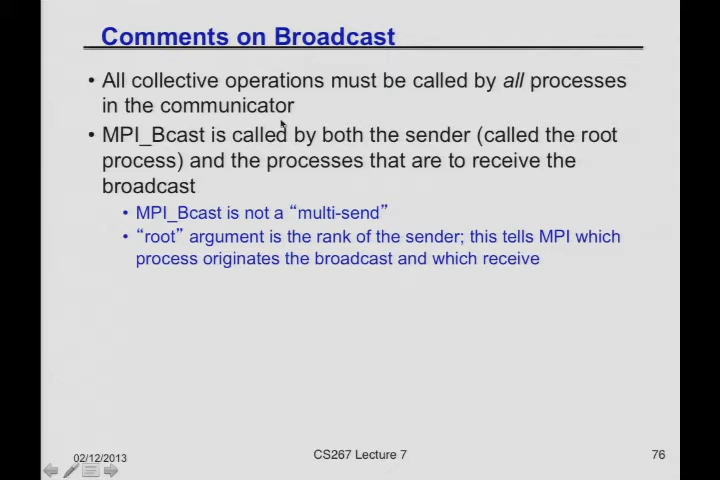 Comments on Broadcast
• All collective operations must be called by all processes
in the communicator
• MPI_Bcast is called by both the sender (called the root
process) and the processes that are to receive the
broadcast
• MPI_Bcast is not a “multi-send”
• “root” argument is the rank of the sender; this tells MPI which
process originates the broadcast and which receive
02/12/2013
CS267 Lecture 7
76